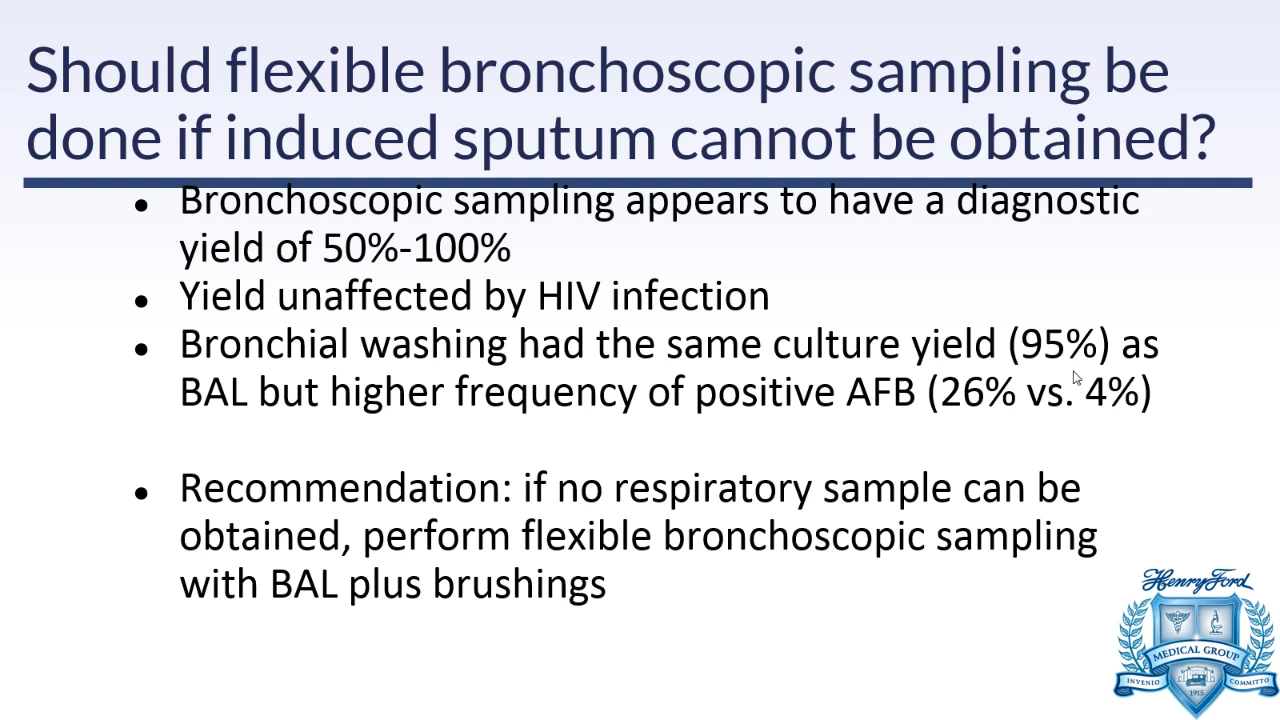 Should flexible bronchoscopic sampling be
done if induced sputum cannot be obtained?
• Bronchoscopic sampling appears to have a diagnostic
yield of 50%-100%
• Yield unaffected by HIV infection
• Bronchial washing had the same culture yield (95%) as
BAL but higher frequency of positive AFB (26% vs. 4%)
• Recommendation: if no respiratory sample can be
obtained, perform flexible bronchoscopic sampling
with BAL plus brushings
Henry Ford
MEDICAL GROUP
INVENIO
COMMITTO
1915